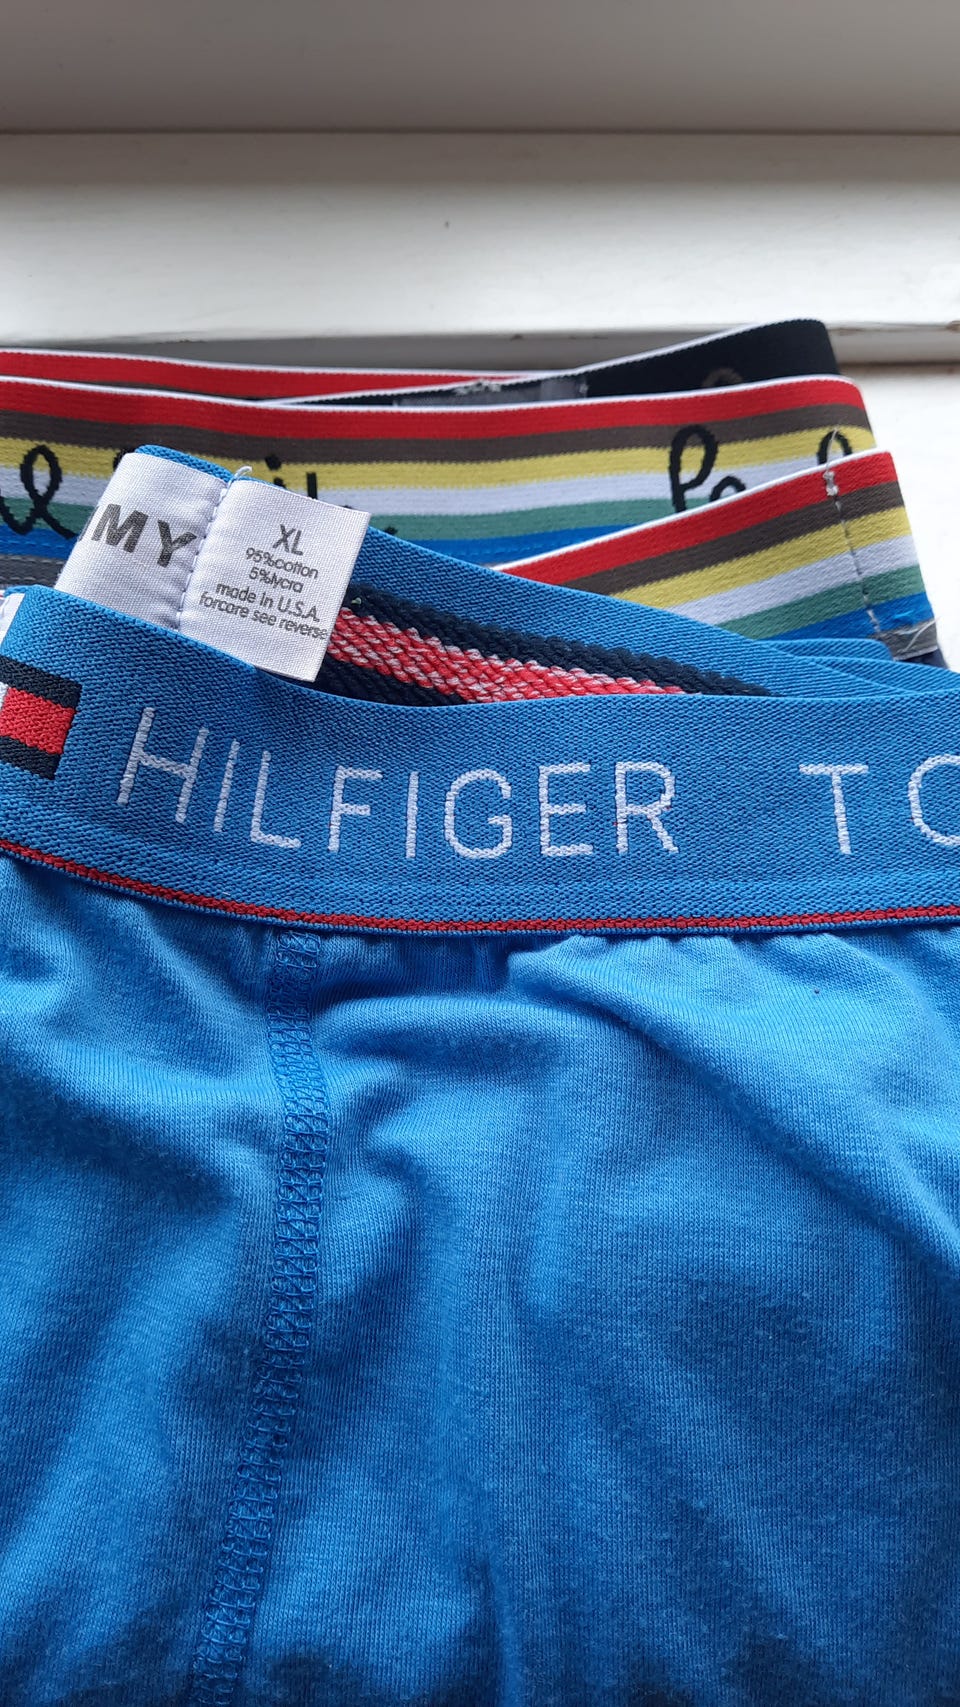 MY
XL
95%cotton
5%lycra
made In U.S.A.
forcare see reverse
HILFIGER TO